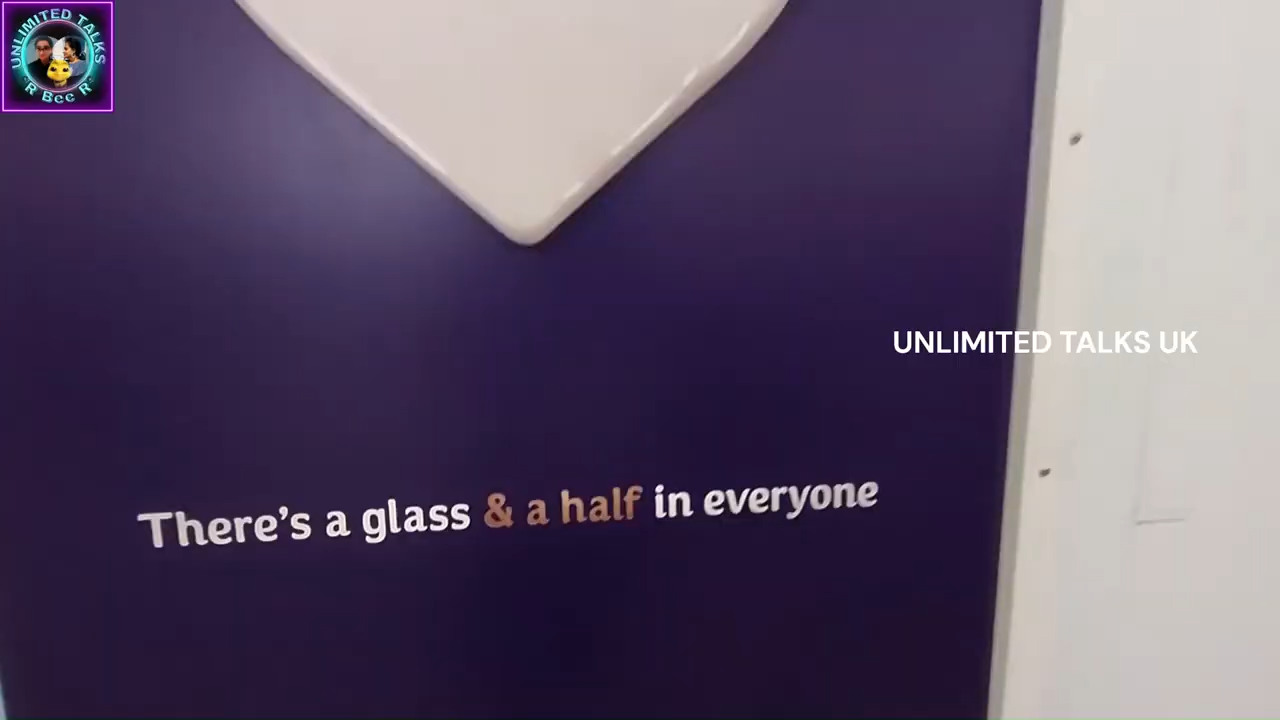 UNLIMITED TALKS
R Bee R
UNLIMITED TALKS UK
There's a glass & a half in everyone